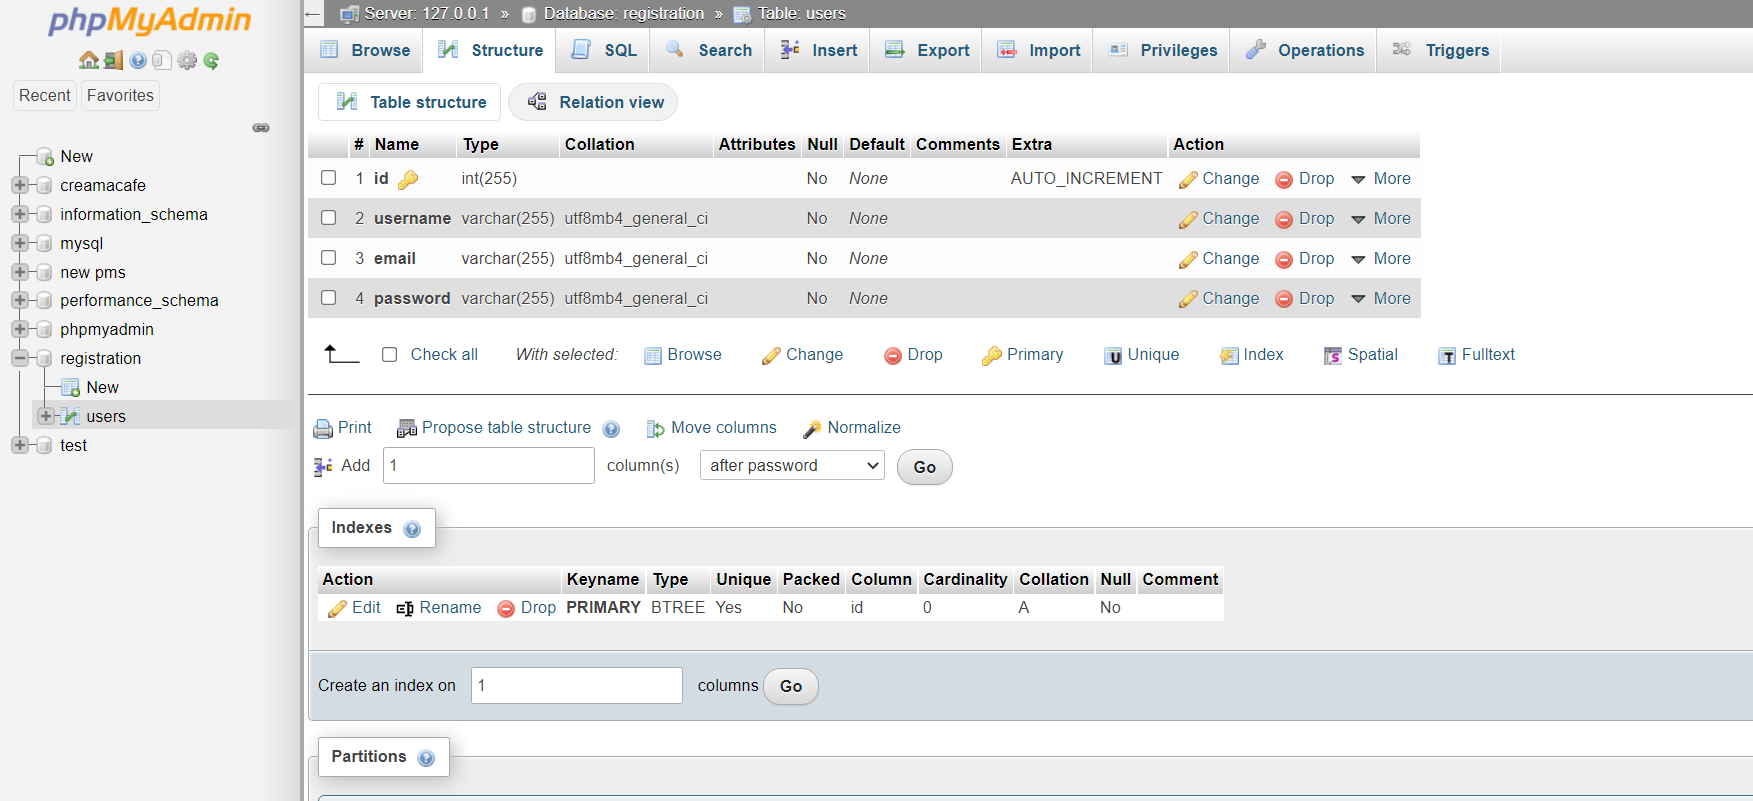 phpMyAdmin
Recent Favorites
New
creamacafe
information_schema
mysql
new pms
performance_schema
phpmyadmin
registration
New
users
test
← Server: 127.0.0.1 » Database: registration » Table: users
Browse Structure SQL Search Insert Export Import Privileges Operations Triggers
Table structure Relation view
# Name Type Collation Attributes Null Default Comments Extra Action
1 id int(255) No None AUTO_INCREMENT Change Drop More
2 username varchar(255) utf8mb4_general_ci No None Change Drop More
3 email varchar(255) utf8mb4_general_ci No None Change Drop More
4 password varchar(255) utf8mb4_general_ci No None Change Drop More
Check all With selected: Browse Change Drop Primary Unique Index Spatial Fulltext
Print Propose table structure Move columns Normalize
Add 1 column(s) after password Go
Indexes
Action Keyname Type Unique Packed Column Cardinality Collation Null Comment
Edit Rename Drop PRIMARY BTREE Yes No id 0 A No
Create an index on 1 columns Go
Partitions